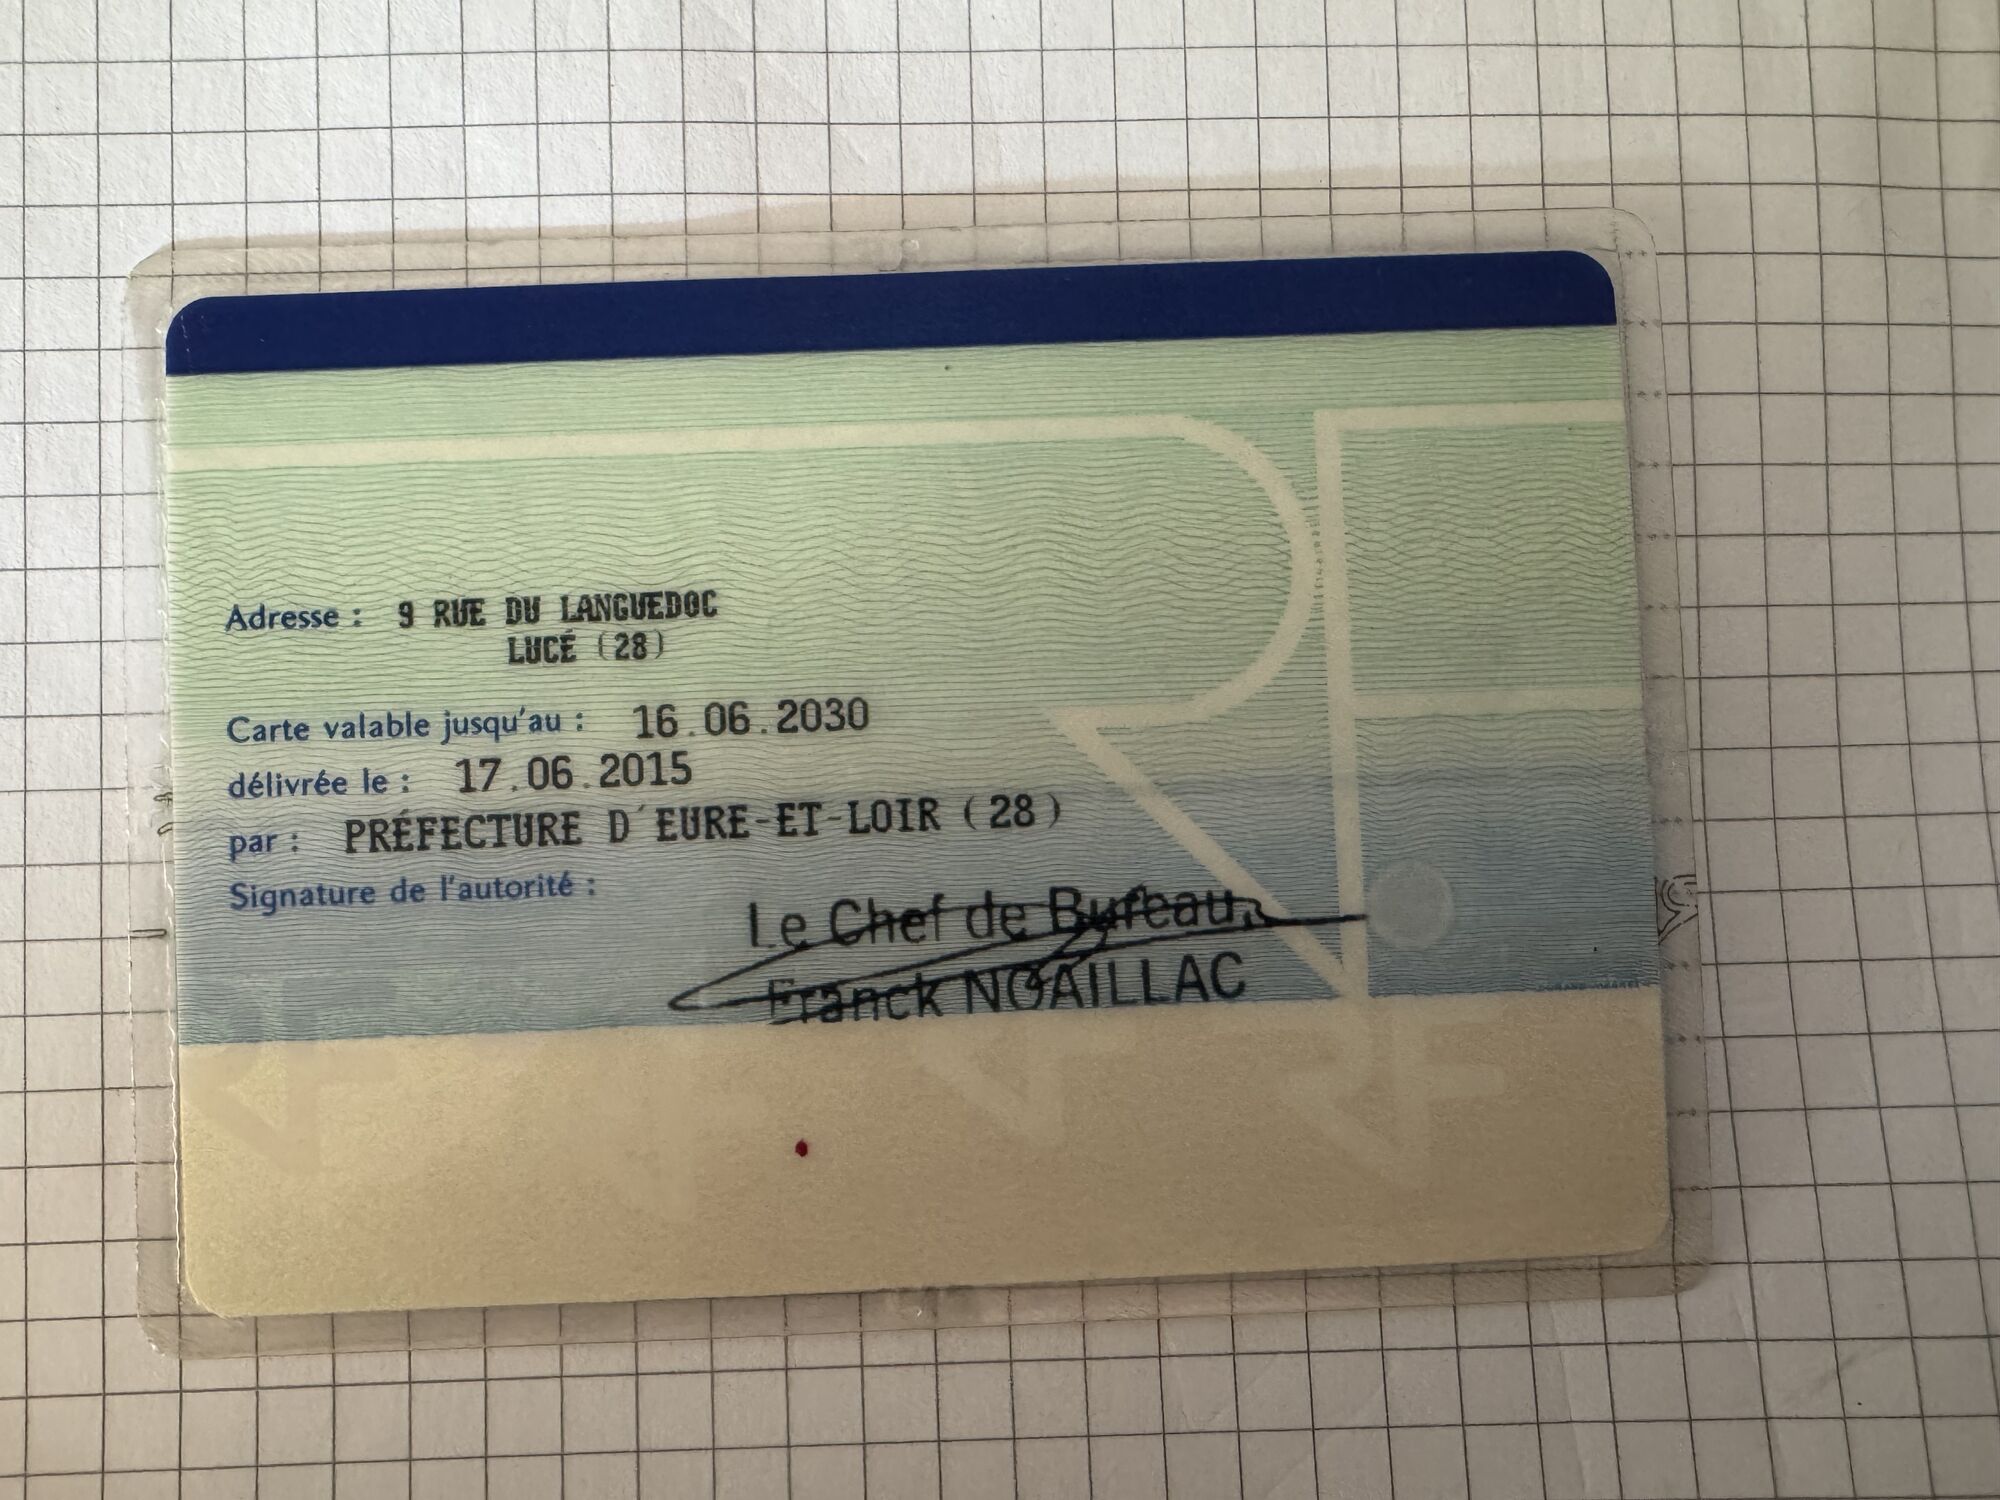 Adresse : 9 RUE DU LANGUEDOC
LUCÉ (28)
Carte valable jusqu'au : 16.06.2030
délivrée le : 17.06.2015
par : PRÉFECTURE D'EURE-ET-LOIR (28)
Signature de l'autorité :
Le Chef de Bureau,
Franck NOAILLAC
RF